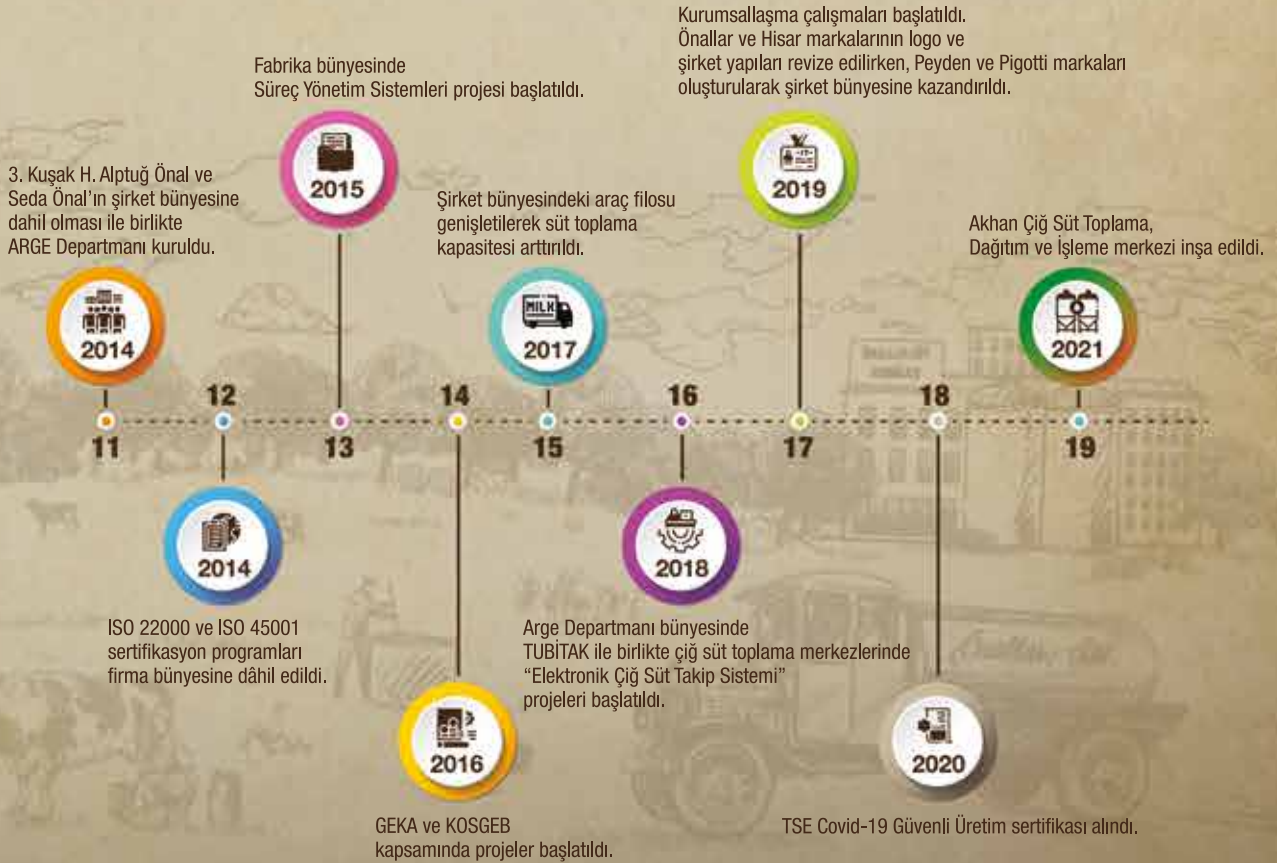 3. Kuşak H. Alptuğ Önal ve
Seda Önal’ın şirket bünyesine
dahil olması ile birlikte
ARGE Departmanı kuruldu.
2014
11
12
2014
ISO 22000 ve ISO 45001
sertifikasyon programları
firma bünyesine dâhil edildi.
Fabrika bünyesinde
Süreç Yönetim Sistemleri projesi başlatıldı.
2015
13
14
2016
GEKA ve KOSGEB
kapsamında projeler başlatıldı.
Şirket bünyesindeki araç filosu
genişletilerek süt toplama
kapasitesi arttırıldı.
MILK
2017
15
16
2018
Arge Departmanı bünyesinde
TUBİTAK ile birlikte çiğ süt toplama merkezlerinde
“Elektronik Çiğ Süt Takip Sistemi”
projeleri başlatıldı.
Kurumsallaşma çalışmaları başlatıldı.
Önallar ve Hisar markalarının logo ve
şirket yapıları revize edilirken, Peyden ve Pigotti markaları
oluşturularak şirket bünyesine kazandırıldı.
2019
17
18
2020
TSE Covid-19 Güvenli Üretim sertifikası alındı.
Akhan Çiğ Süt Toplama,
Dağıtım ve İşleme merkezi inşa edildi.
2021
19